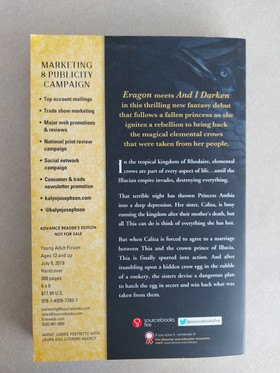 MARKETING
& PUBLICITY
CAMPAIGN
• Top account mailings
• Trade show marketing
• Major web promotions
& reviews
• National print review
campaign
• Social network
campaign
• Consumer & trade
newsletter promotion
• kalynjosephson.com
• @kalynjosephson
ADVANCE READER'S EDITION
NOT FOR SALE
Young Adult Fiction
Ages 12 and up
July 9, 2019
Hardcover
368 pages
6 x 9
$17.99 U.S.
marketing@sourcebooks.com
sales@sourcebooks.com
firereads.com
Eragon meets And I Darken
in this thrilling new fantasy debut
that follows a fallen princess as she
ignites a rebellion to bring back
the magical elemental crows
that were taken from her people.
In the tropical kingdom of Rhodaire, elemental
crows are part of every aspect of life...until the
Illucian empire invades, destroying everything.
That terrible night has thrown Princess Anthia
into a deep depression. Her sister, Caliza, is busy
running the kingdom after their mother's death, but
all Thia can do is think of everything she has lost.
But when Caliza is forced to agree to a marriage
between Thia and the crown prince of Illucia,
Thia is finally spurred into action. And after
stumbling upon a hidden crow egg in the rubble
of a rookery, the sisters devise a dangerous plan
to hatch the egg in secret and win back what was
taken from them.
sourcebooks
fire
@sourcebooksfire